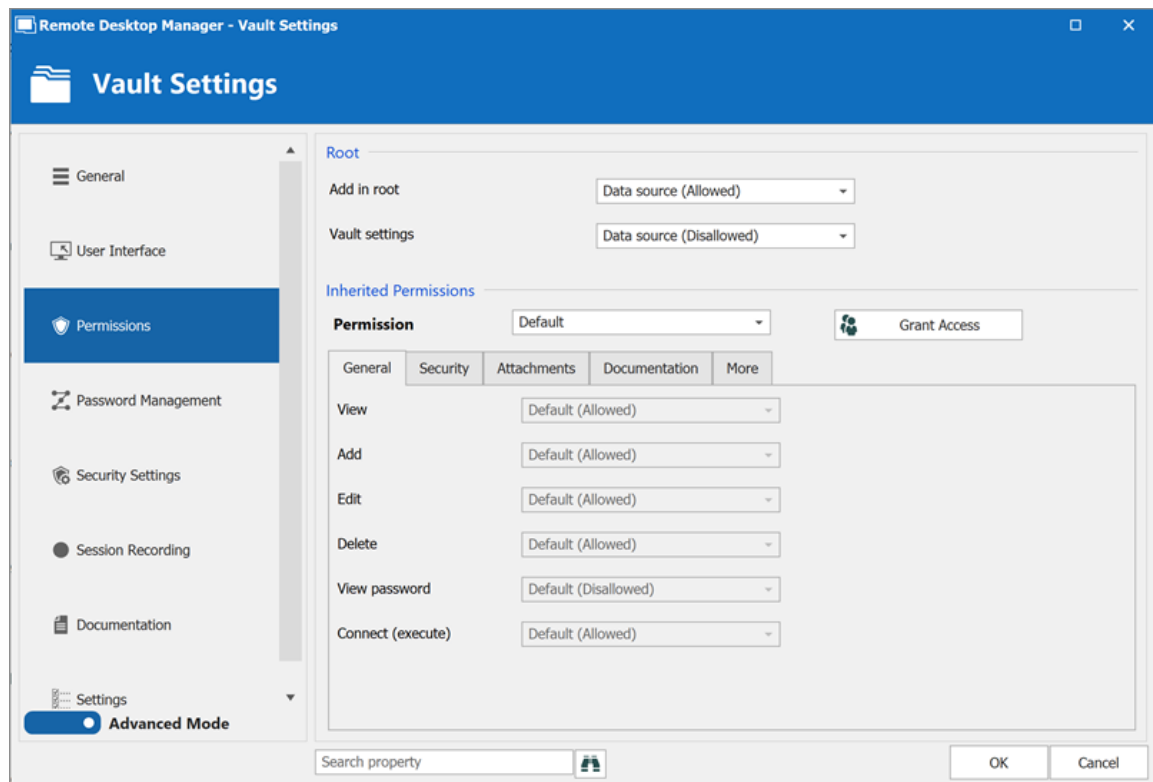 Remote Desktop Manager - Vault Settings
Vault Settings
General
User Interface
Permissions
Password Management
Security Settings
Session Recording
Documentation
Settings
Advanced Mode
Root
Add in root Data source (Allowed)
Vault settings Data source (Disallowed)
Inherited Permissions
Permission Default Grant Access
General Security Attachments Documentation More
View Default (Allowed)
Add Default (Allowed)
Edit Default (Allowed)
Delete Default (Allowed)
View password Default (Disallowed)
Connect (execute) Default (Allowed)
Search property OK Cancel